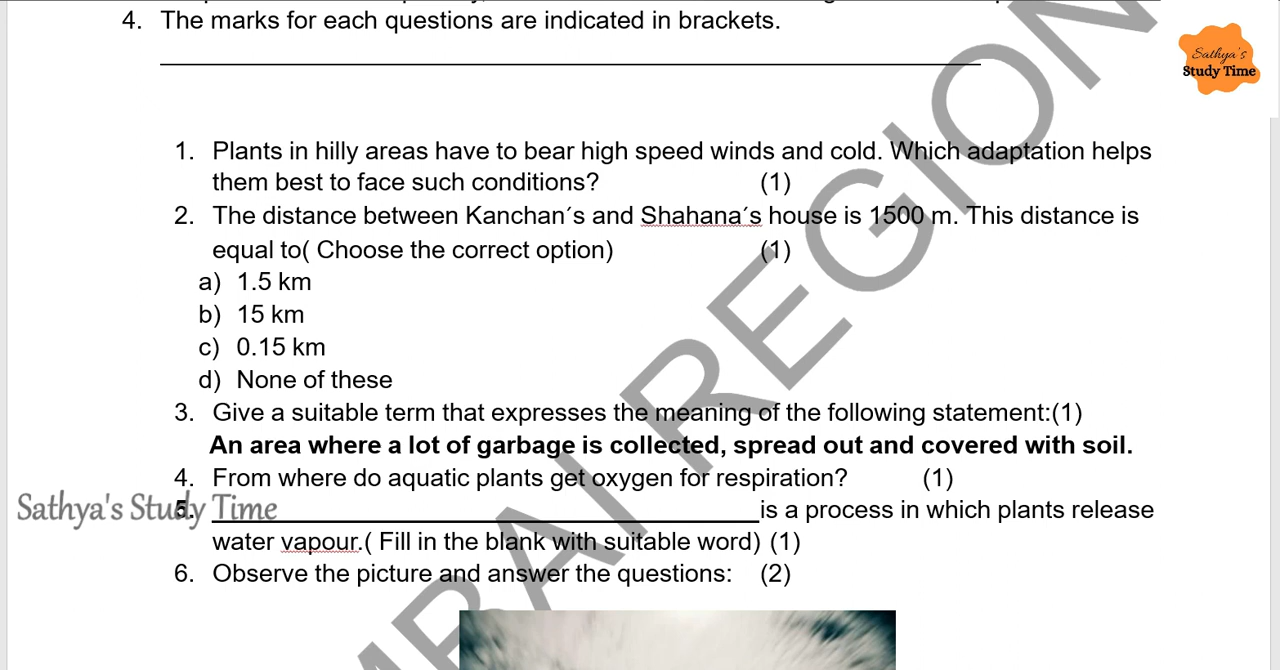 4. The marks for each questions are indicated in brackets.
Sathya's
Study Time
1. Plants in hilly areas have to bear high speed winds and cold. Which adaptation helps
them best to face such conditions? (1)
2. The distance between Kanchan´s and Shahana´s house is 1500 m. This distance is
equal to( Choose the correct option) (1)
a) 1.5 km
b) 15 km
c) 0.15 km
d) None of these
3. Give a suitable term that expresses the meaning of the following statement:(1)
An area where a lot of garbage is collected, spread out and covered with soil.
4. From where do aquatic plants get oxygen for respiration? (1)
Sathya's Study Time
5. ______________________________ is a process in which plants release
water vapour.( Fill in the blank with suitable word) (1)
6. Observe the picture and answer the questions: (2)
MBAI REGION